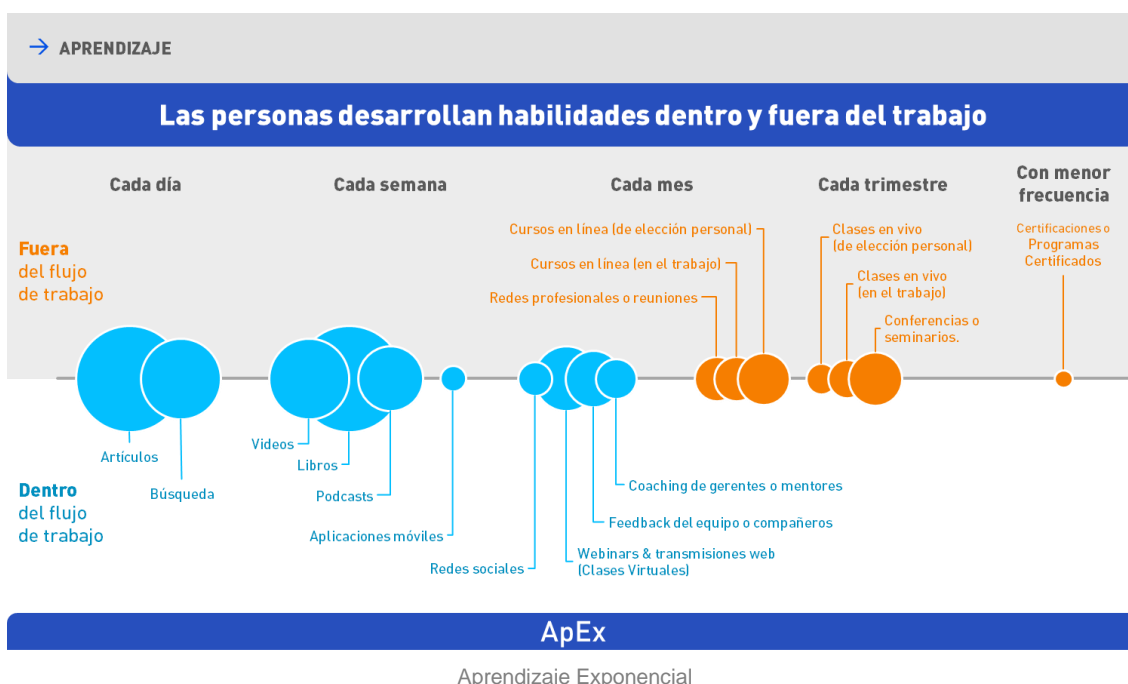 → APRENDIZAJE
Las personas desarrollan habilidades dentro y fuera del trabajo
Cada día
Cada semana
Cada mes
Cada trimestre
Con menor
frecuencia
Fuera
del flujo
de trabajo
Cursos en línea (de elección personal)
Cursos en línea (en el trabajo)
Redes profesionales o reuniones
Clases en vivo
(de elección personal)
Clases en vivo
(en el trabajo)
Conferencias o
seminarios.
Certificaciones o
Programas
Certificados
Dentro
del flujo
de trabajo
Artículos
Búsqueda
Videos
Libros
Podcasts
Aplicaciones móviles
Redes sociales
Coaching de gerentes o mentores
Feedback del equipo o compañeros
Webinars & transmisiones web
(Clases Virtuales)
ApEx
Aprendizaje Exponencial